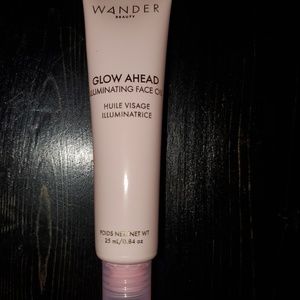 WANDER
BEAUTY
GLOW AHEAD
ILLUMINATING FACE OIL
HUILE VISAGE
ILLUMINATRICE
POIDS NET/NET WT
25 mL/0.84 oz